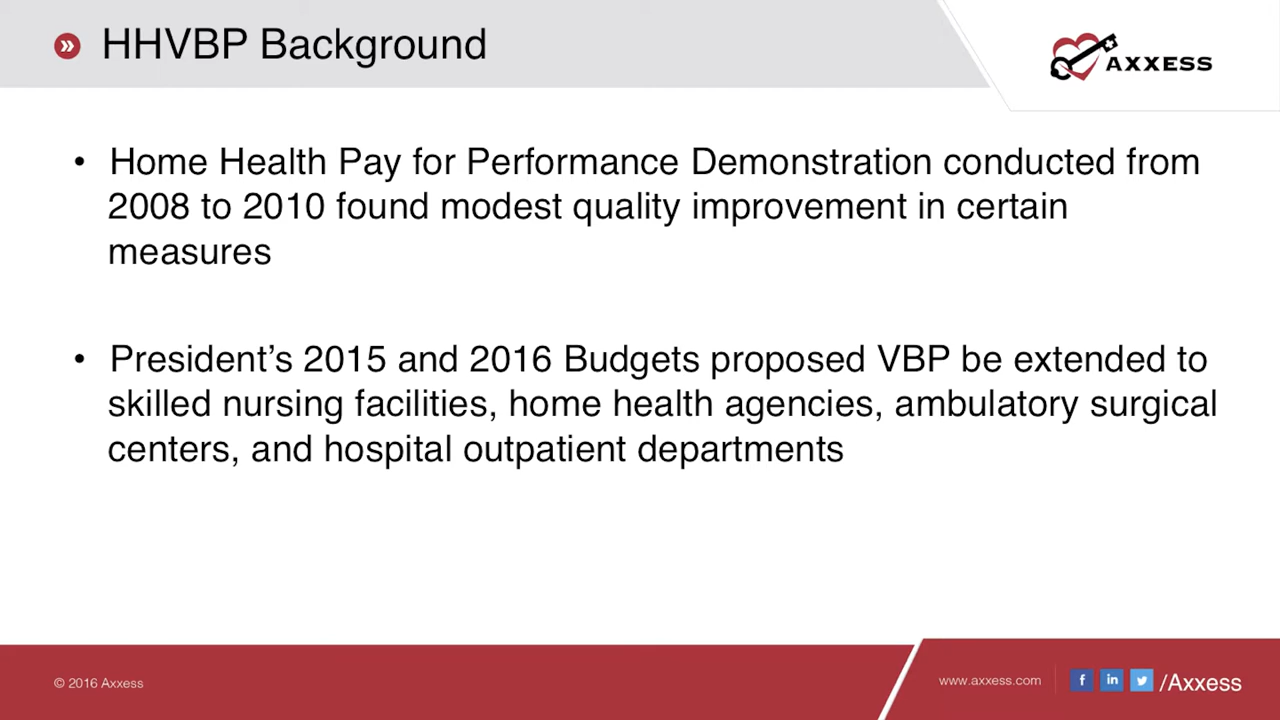 HHVBP Background
AXXESS
• Home Health Pay for Performance Demonstration conducted from
2008 to 2010 found modest quality improvement in certain
measures
• President’s 2015 and 2016 Budgets proposed VBP be extended to
skilled nursing facilities, home health agencies, ambulatory surgical
centers, and hospital outpatient departments
© 2016 Axxess
www.axxess.com f in /Axxess